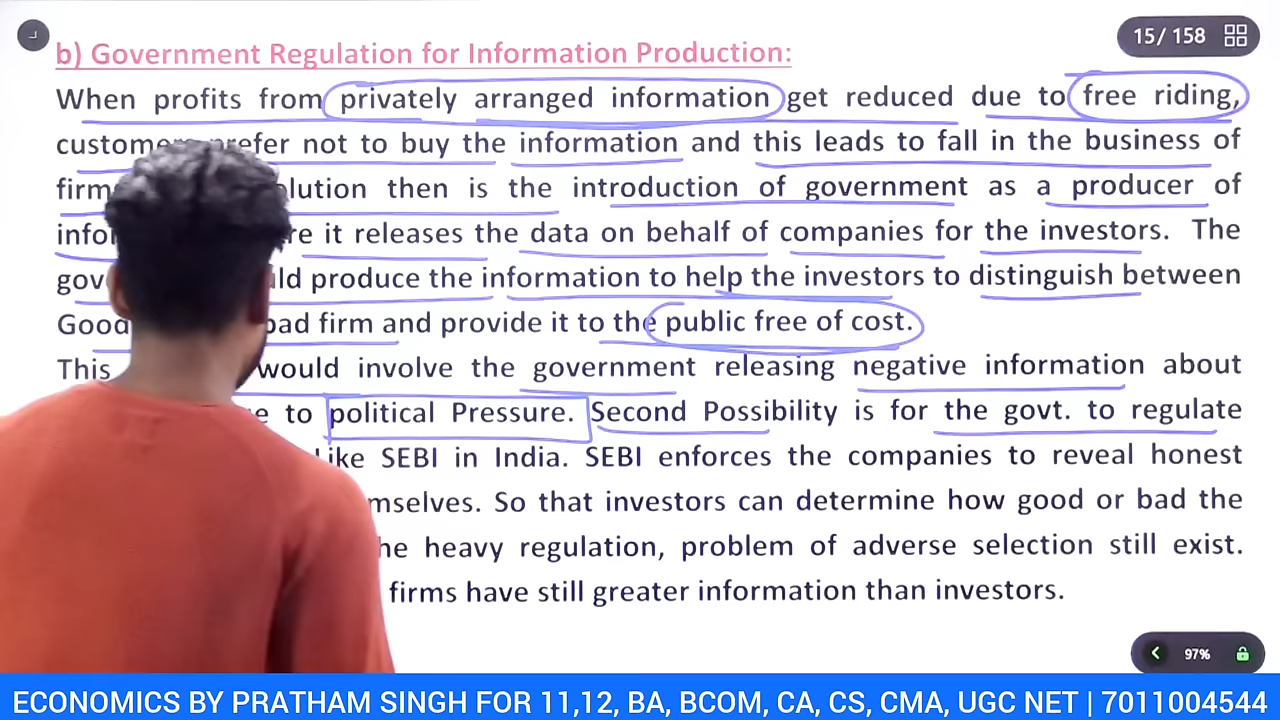 15/ 158
b) Government Regulation for Information Production:
When profits from privately arranged information get reduced due to free riding,
customers prefer not to buy the information and this leads to fall in the business of
then is the introduction of government as a producer of
it releases the data on behalf of companies for the investors. The
produce the information to help the investors to distinguish between
Good bad firm and provide it to the public free of cost.
This would involve the government releasing negative information about
to political Pressure. Second Possibility is for the govt. to regulate
Like SEBI in India. SEBI enforces the companies to reveal honest
So that investors can determine how good or bad the
heavy regulation, problem of adverse selection still exist.
firms have still greater information than investors.
97%
ECONOMICS BY PRATHAM SINGH FOR 11,12, BA, BCOM, CA, CS, CMA, UGC NET | 7011004544